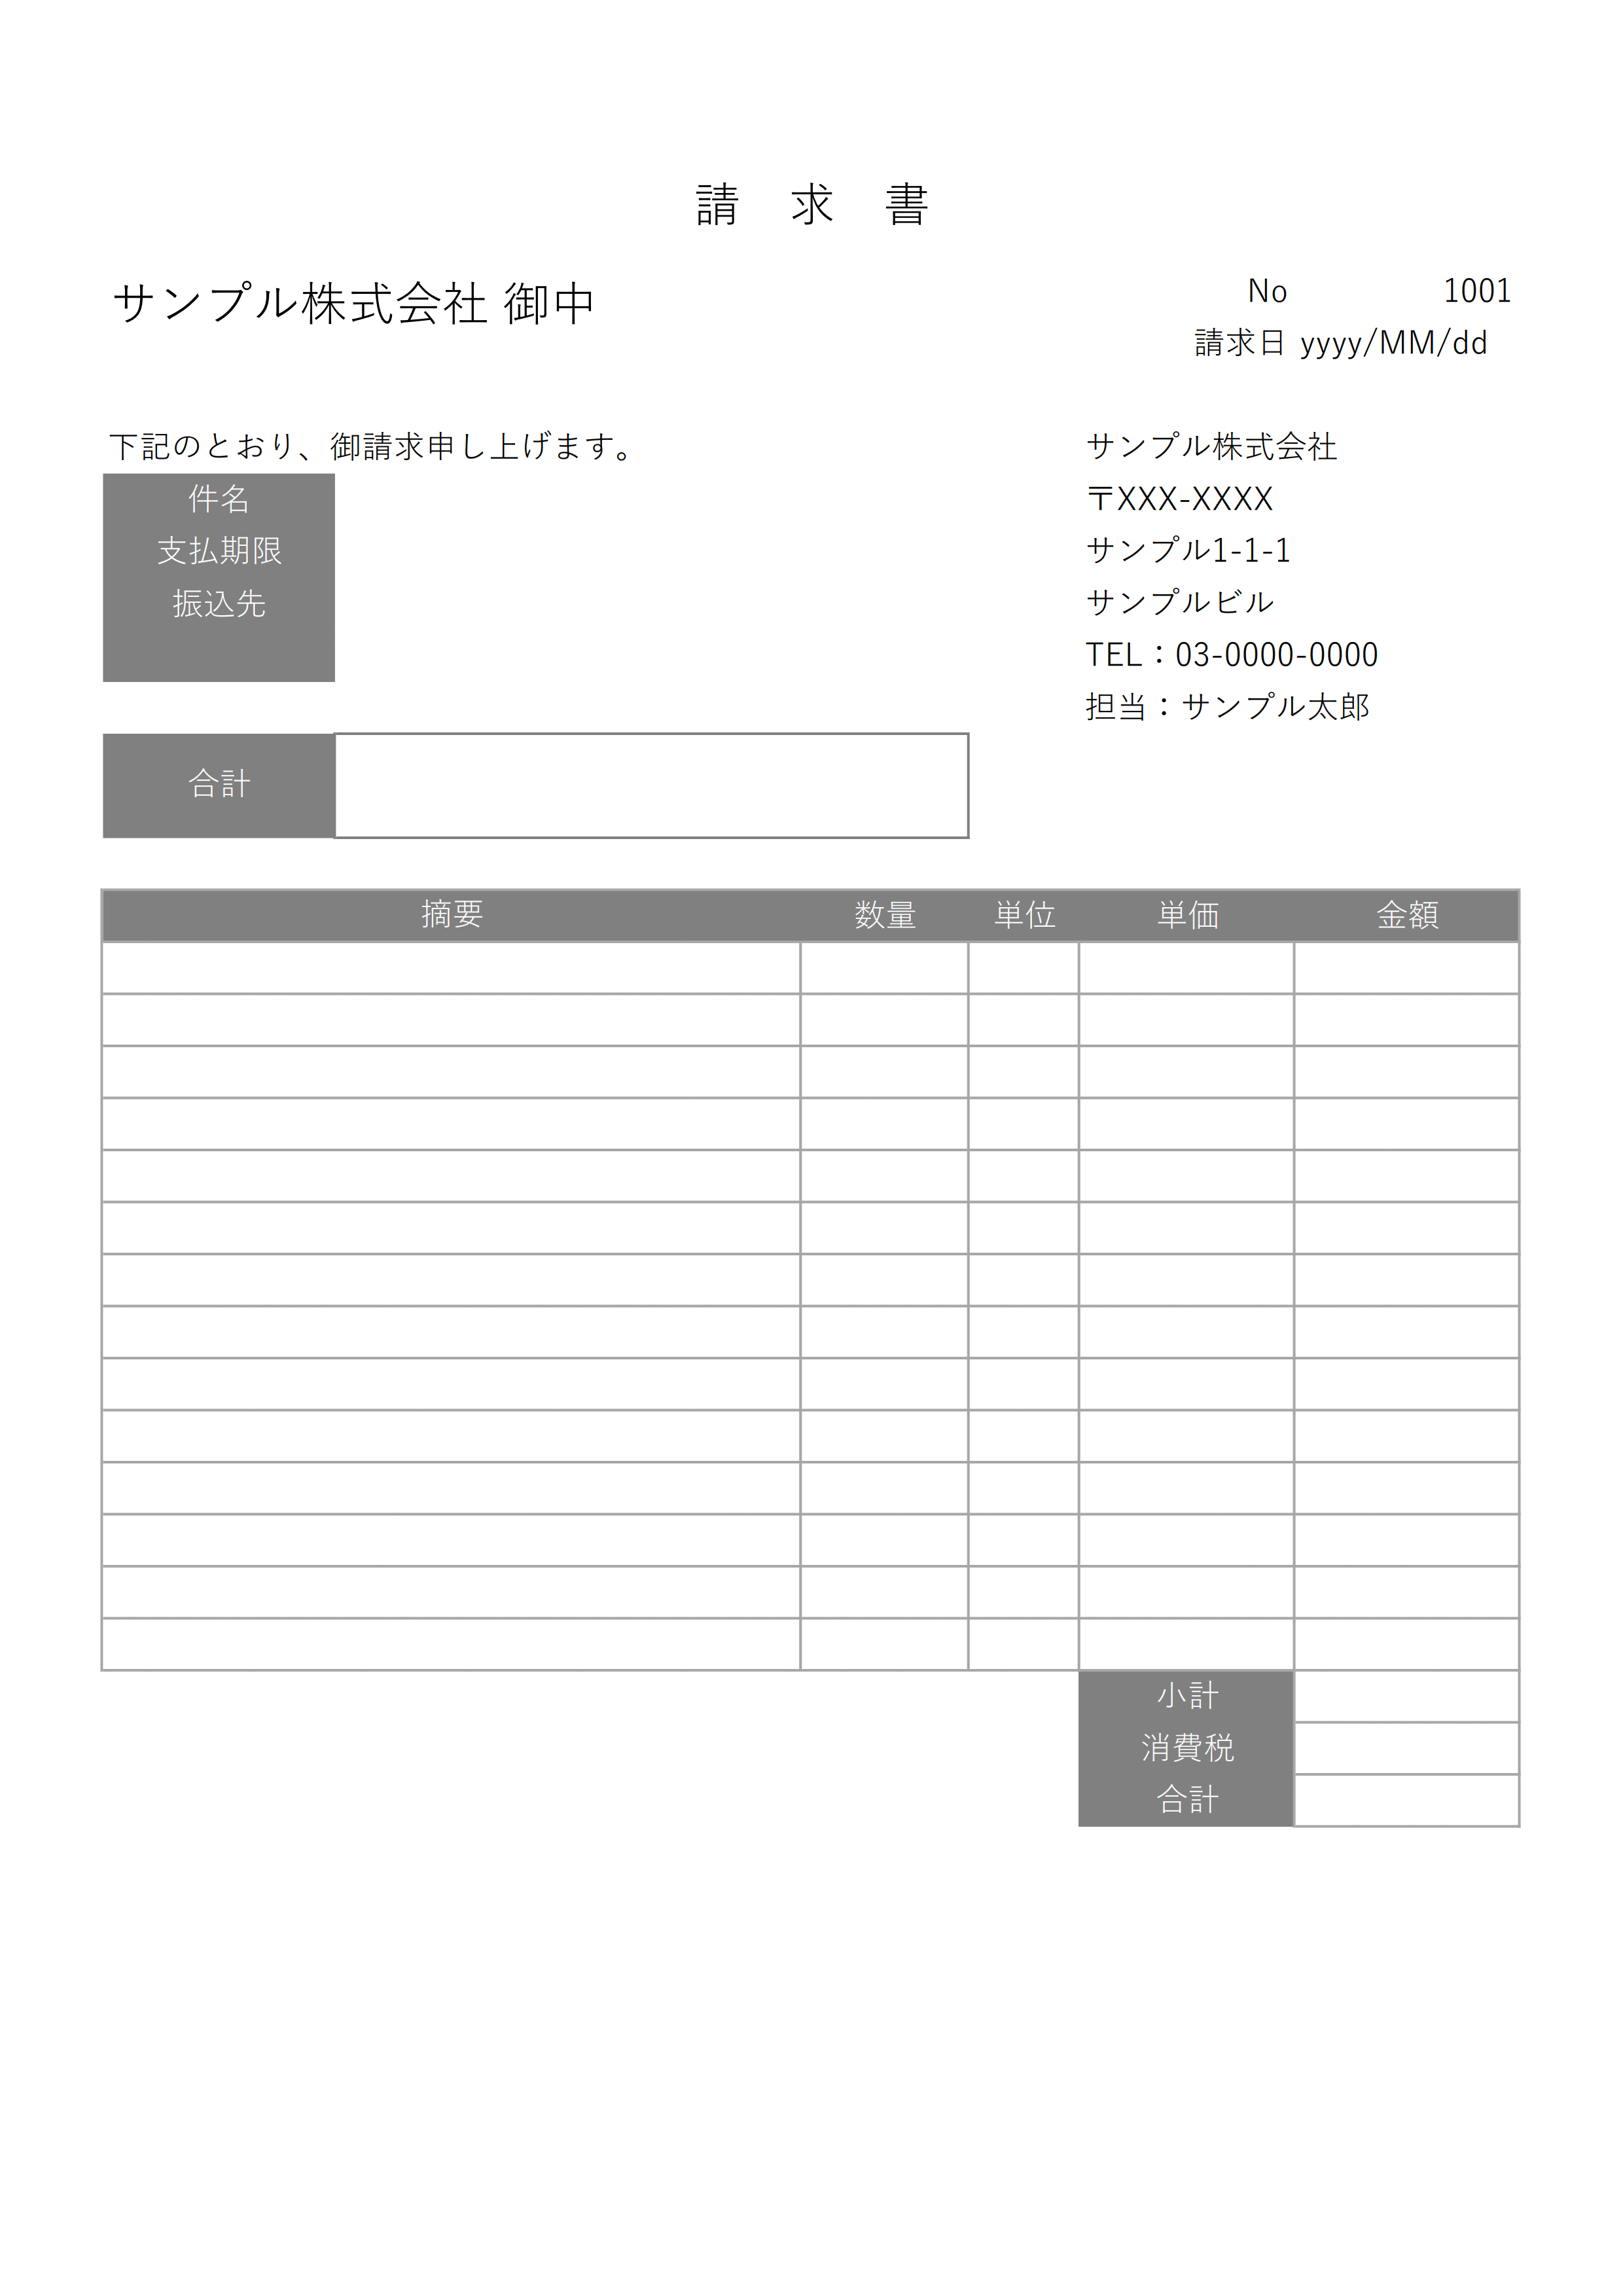 請 求 書
サンプル株式会社 御中
No 1001
請求日 yyyy/MM/dd
下記のとおり、御請求申し上げます。
件名
支払期限
振込先
サンプル株式会社
〒XXX-XXXX
サンプル1-1-1
サンプルビル
TEL：03-0000-0000
担当：サンプル太郎
合計
摘要 数量 単位 単価 金額
小計
消費税
合計